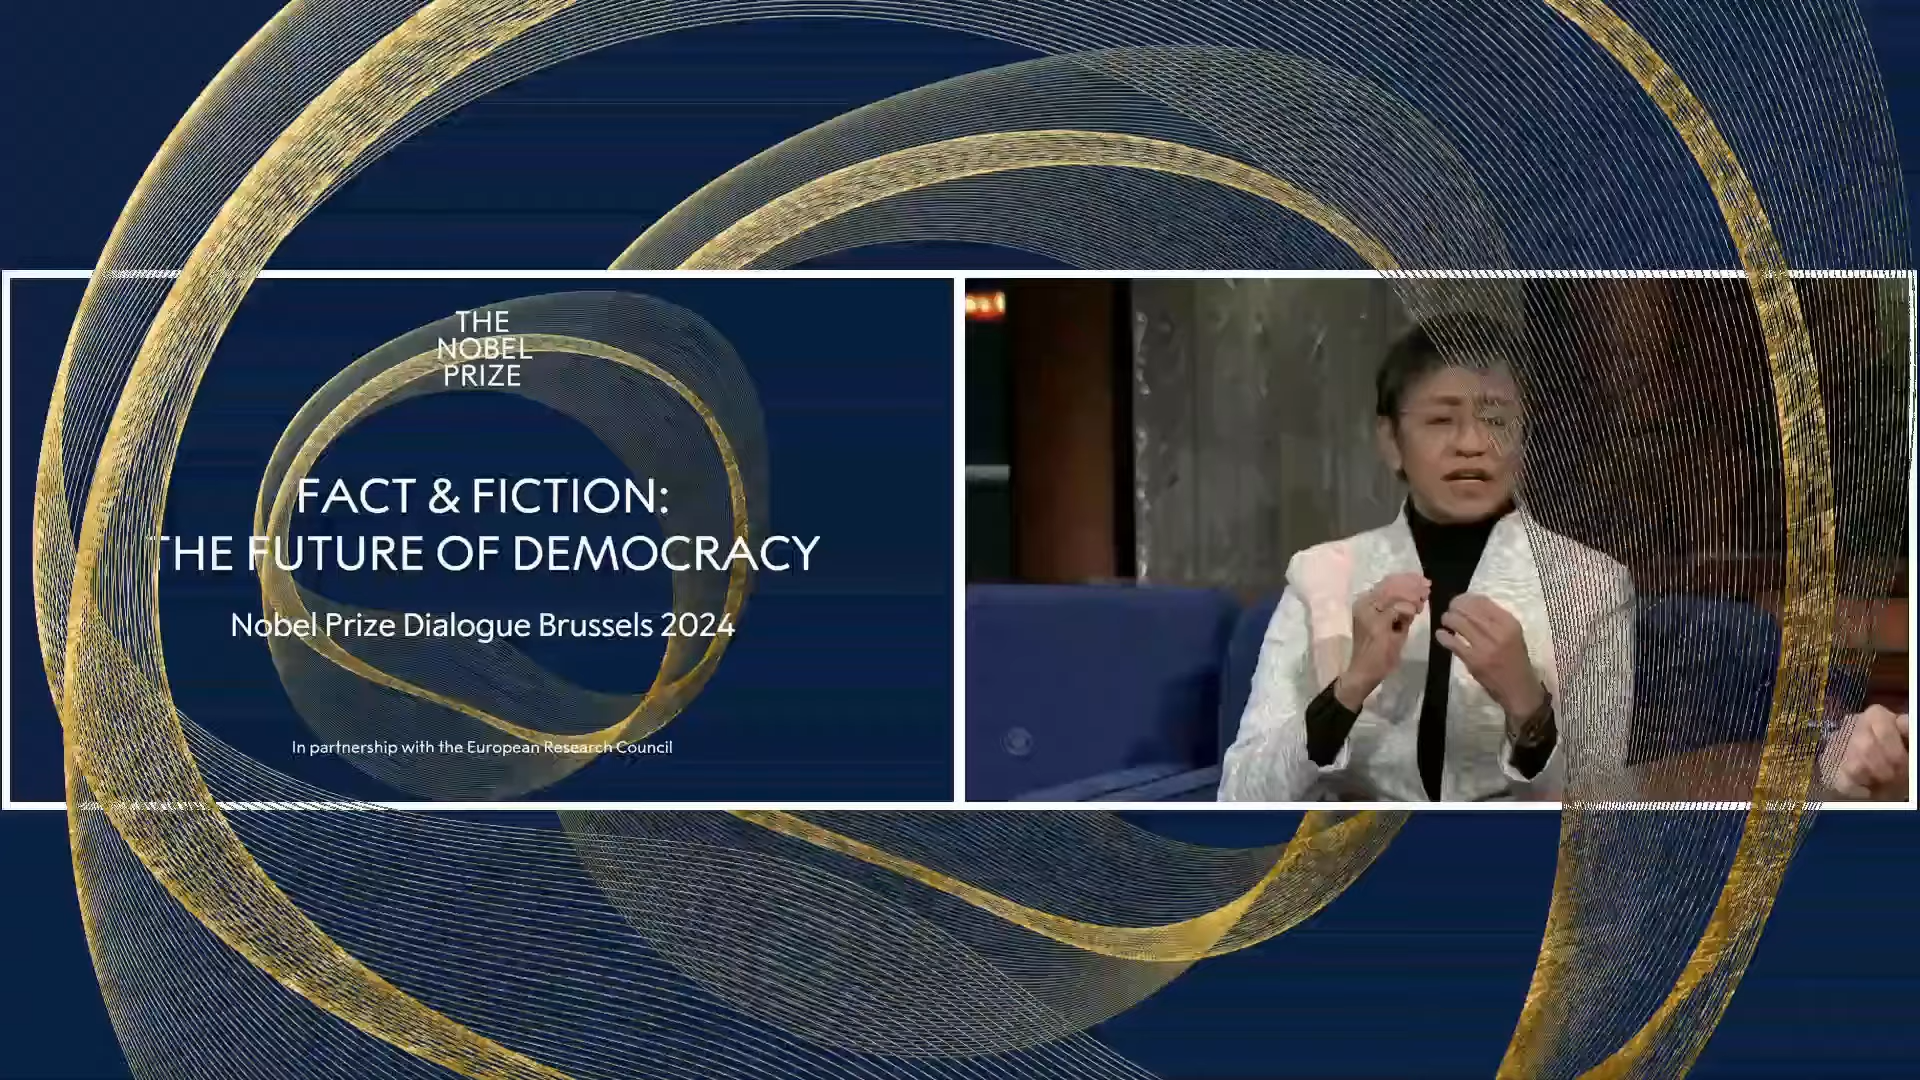 THE
NOBEL
PRIZE
FACT & FICTION:
THE FUTURE OF DEMOCRACY
Nobel Prize Dialogue Brussels 2024
In partnership with the European Research Council